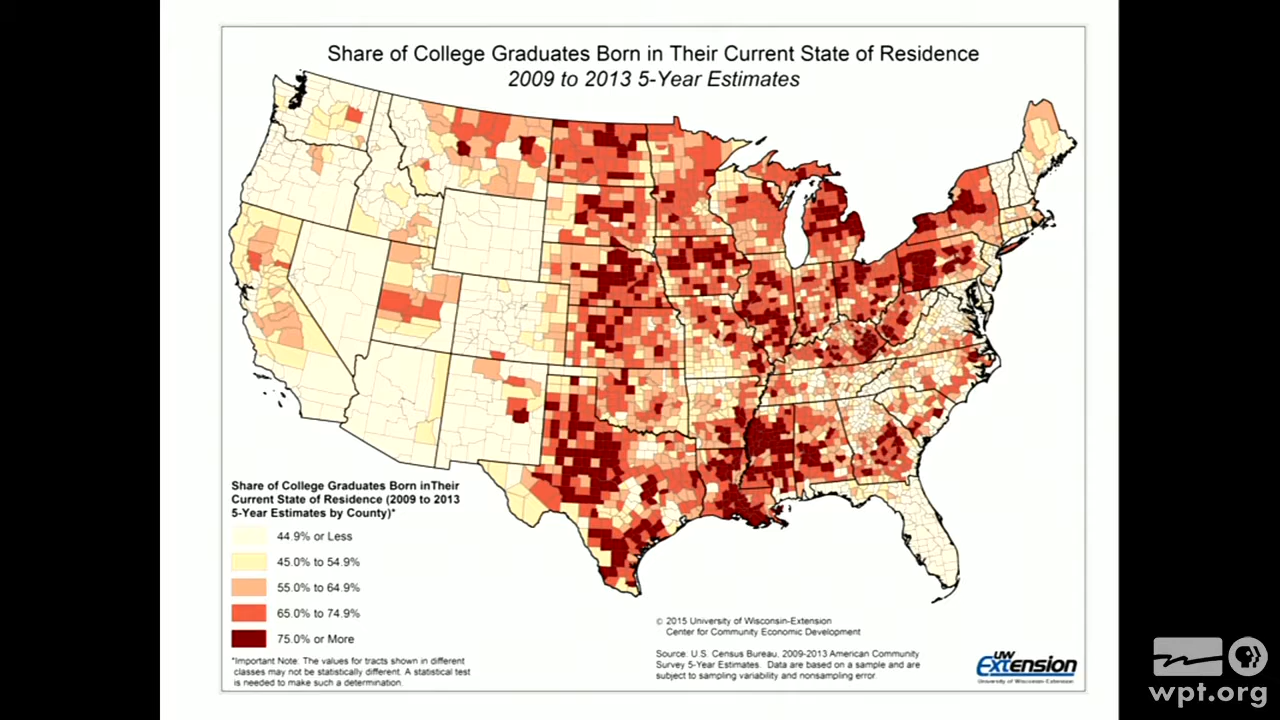 Share of College Graduates Born in Their Current State of Residence
2009 to 2013 5-Year Estimates
Share of College Graduates Born inTheir
Current State of Residence (2009 to 2013
5-Year Estimates by County)*
44.9% or Less
45.0% to 54.9%
55.0% to 64.9%
65.0% to 74.9%
75.0% or More
*Important Note: The values for tracts shown in different
classes may not be statistically different. A statistical test
is needed to make such a determination.
© 2015 University of Wisconsin-Extension
Center for Community Economic Development
Source: U.S. Census Bureau, 2009-2013 American Community
Survey 5-Year Estimates. Data are based on a sample and are
subject to sampling variability and nonsampling error.
UW
Extension
University of Wisconsin-Extension
wpt.org